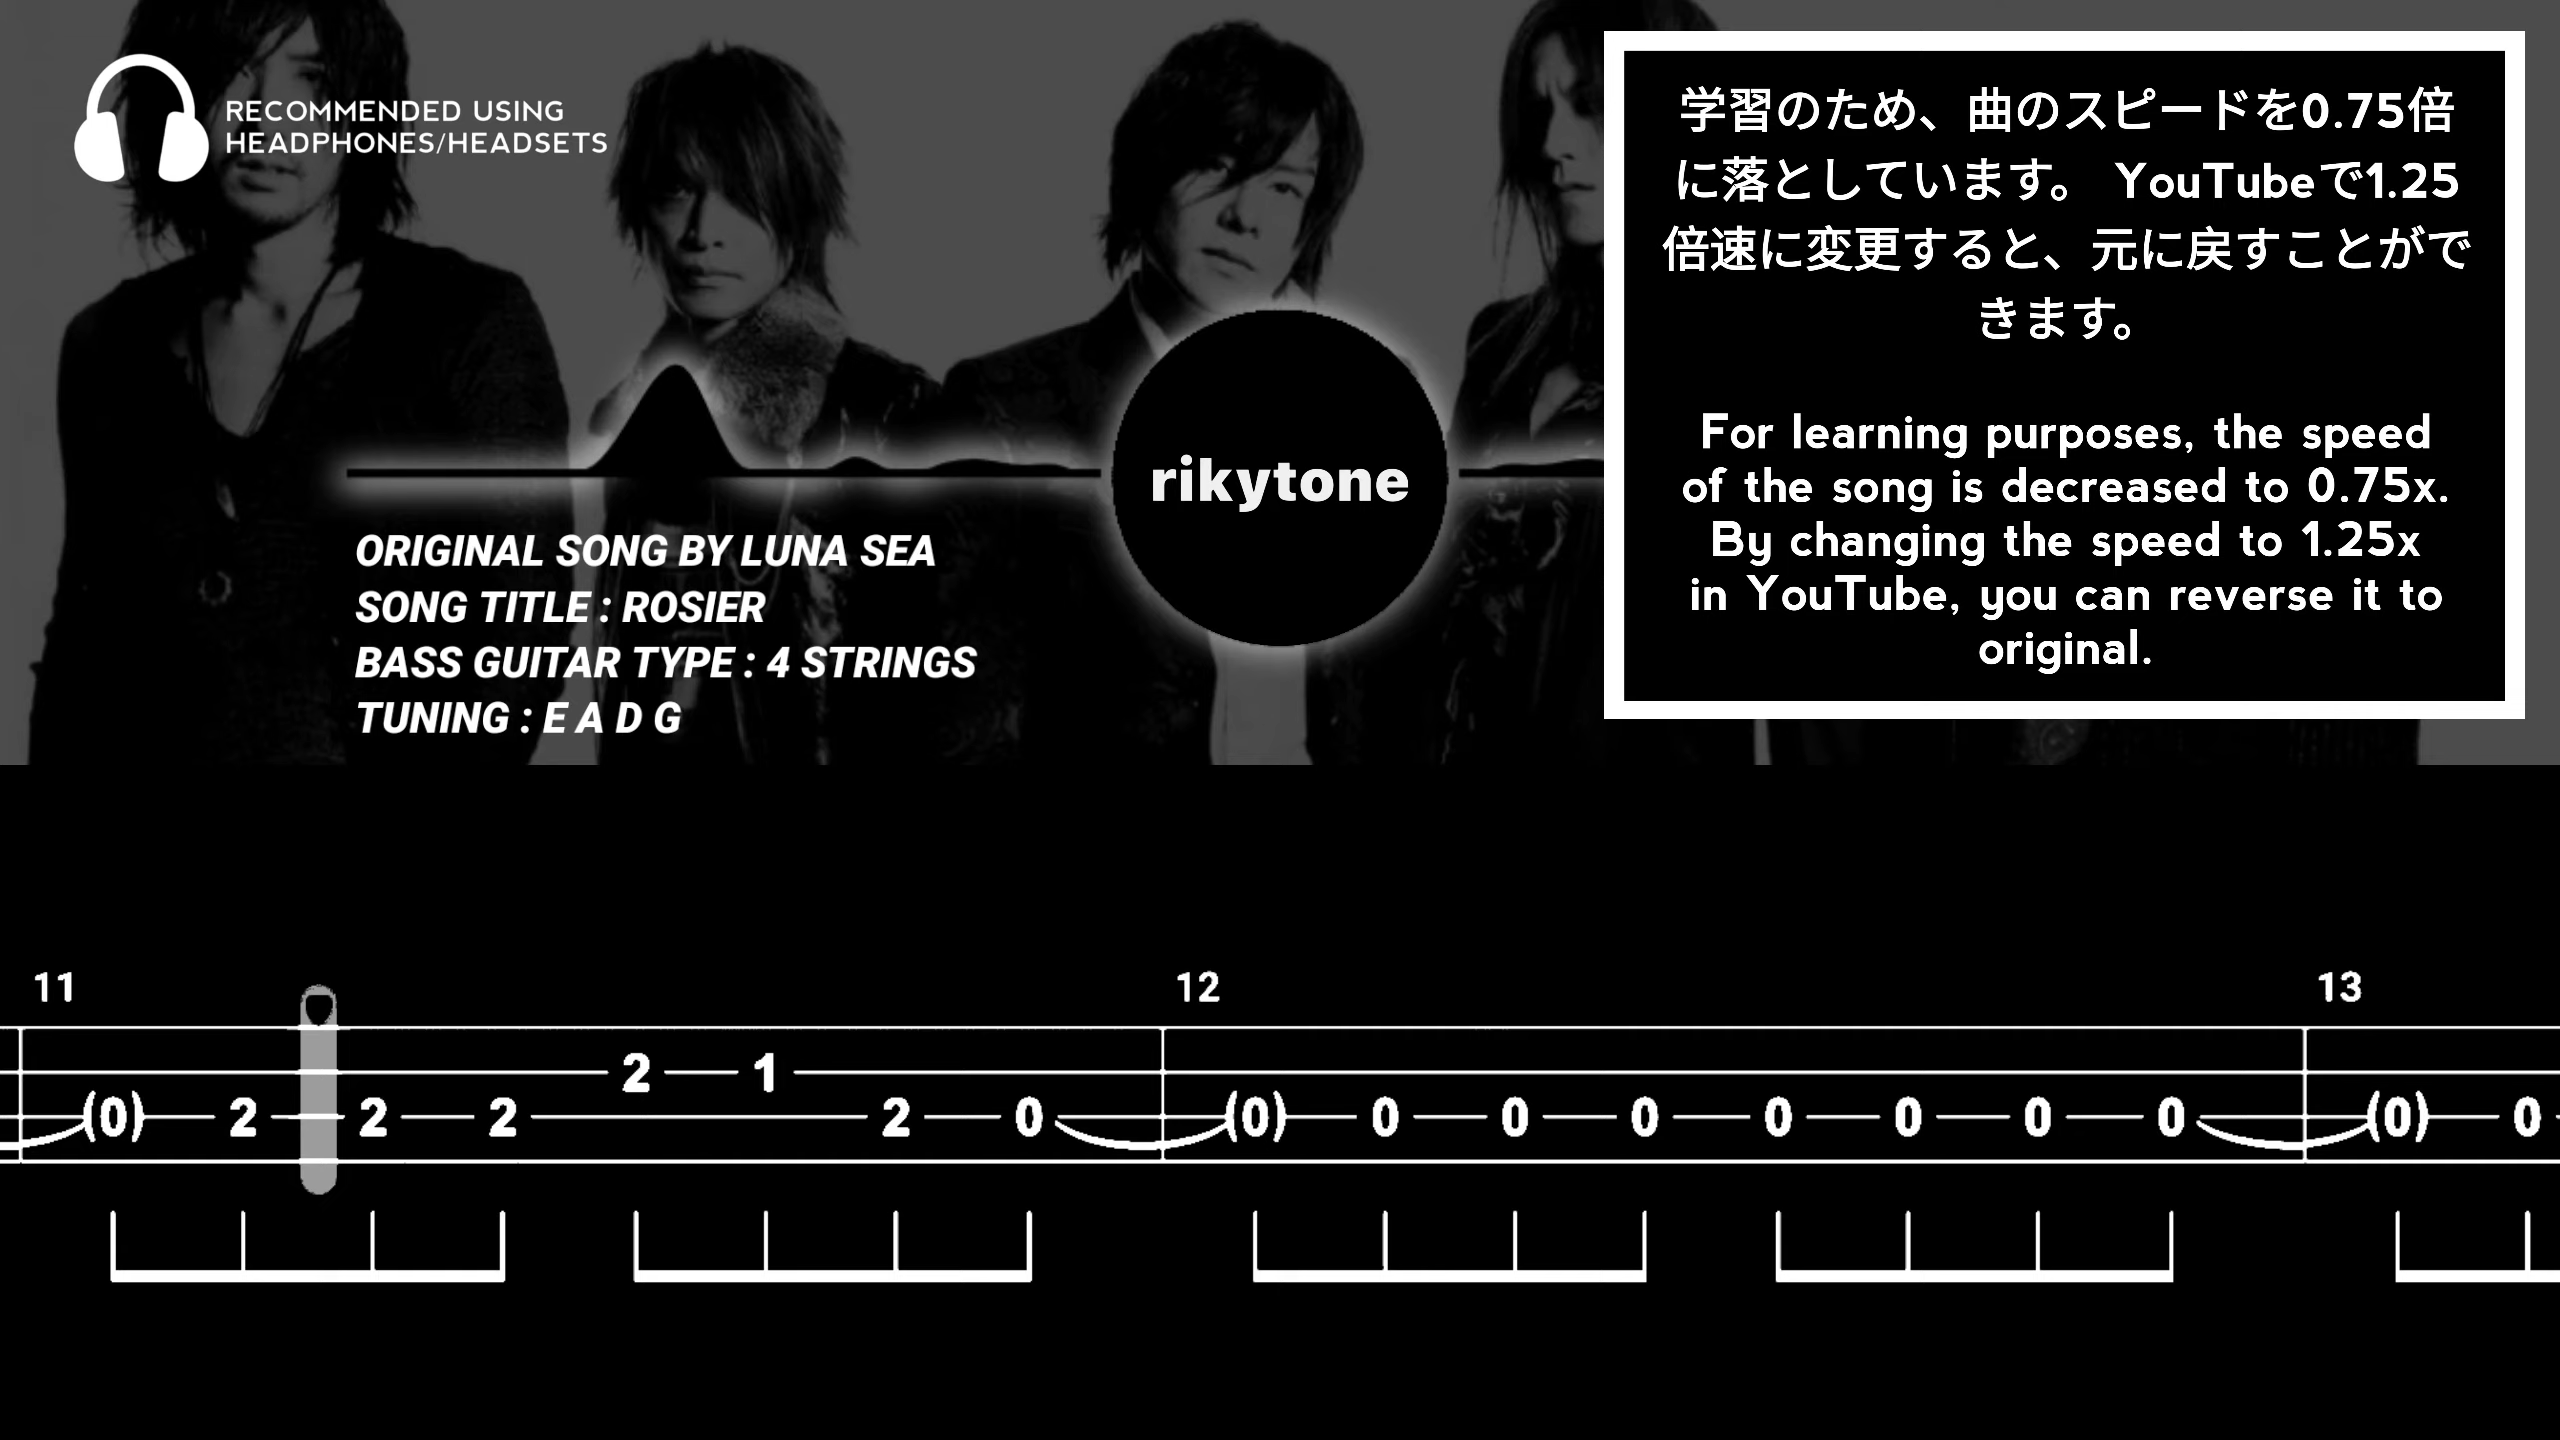 RECOMMENDED USING
HEADPHONES/HEADSETS
学習のため、曲のスピードを0.75倍
に落としています。 YouTubeで1.25
倍速に変更すると、元に戻すことがで
きます。
For learning purposes, the speed
of the song is decreased to 0.75x.
By changing the speed to 1.25x
in YouTube, you can reverse it to
original.
rikytone
ORIGINAL SONG BY LUNA SEA
SONG TITLE : ROSIER
BASS GUITAR TYPE : 4 STRINGS
TUNING : E A D G
11 12 13
2 1
(0) 2 2 2 2 0 (0) 0 0 0 0 0 0 0 (0) 0